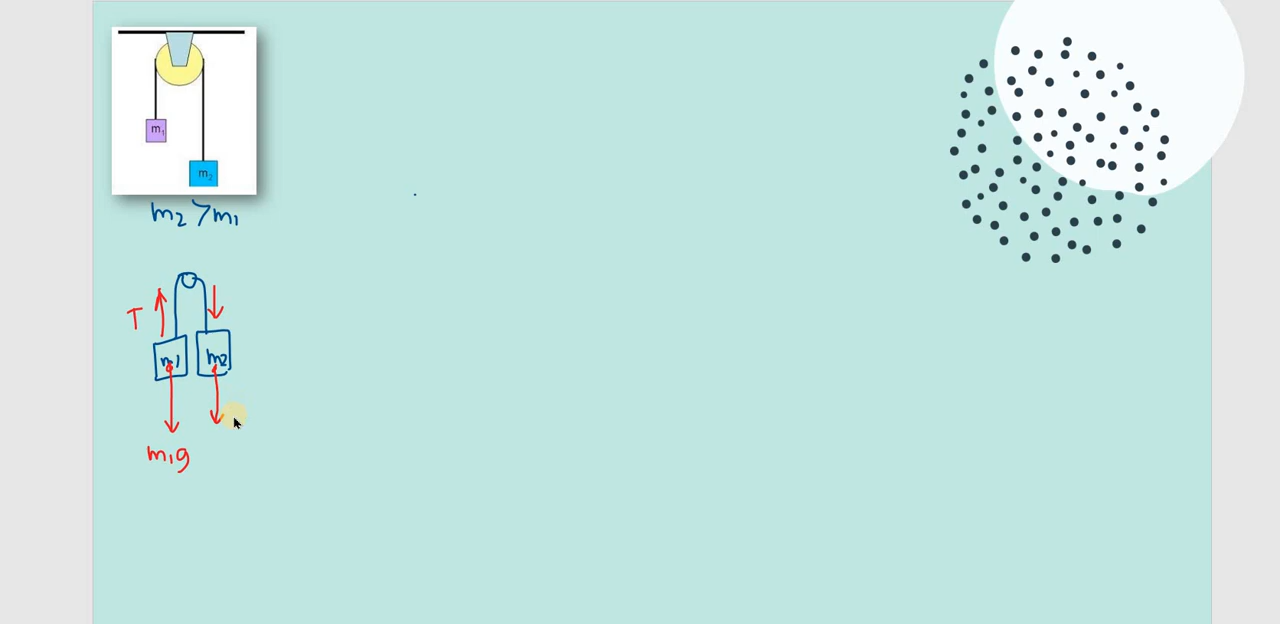 m₁
m₂
m₂ > m₁
T
m1 m2
m₁g